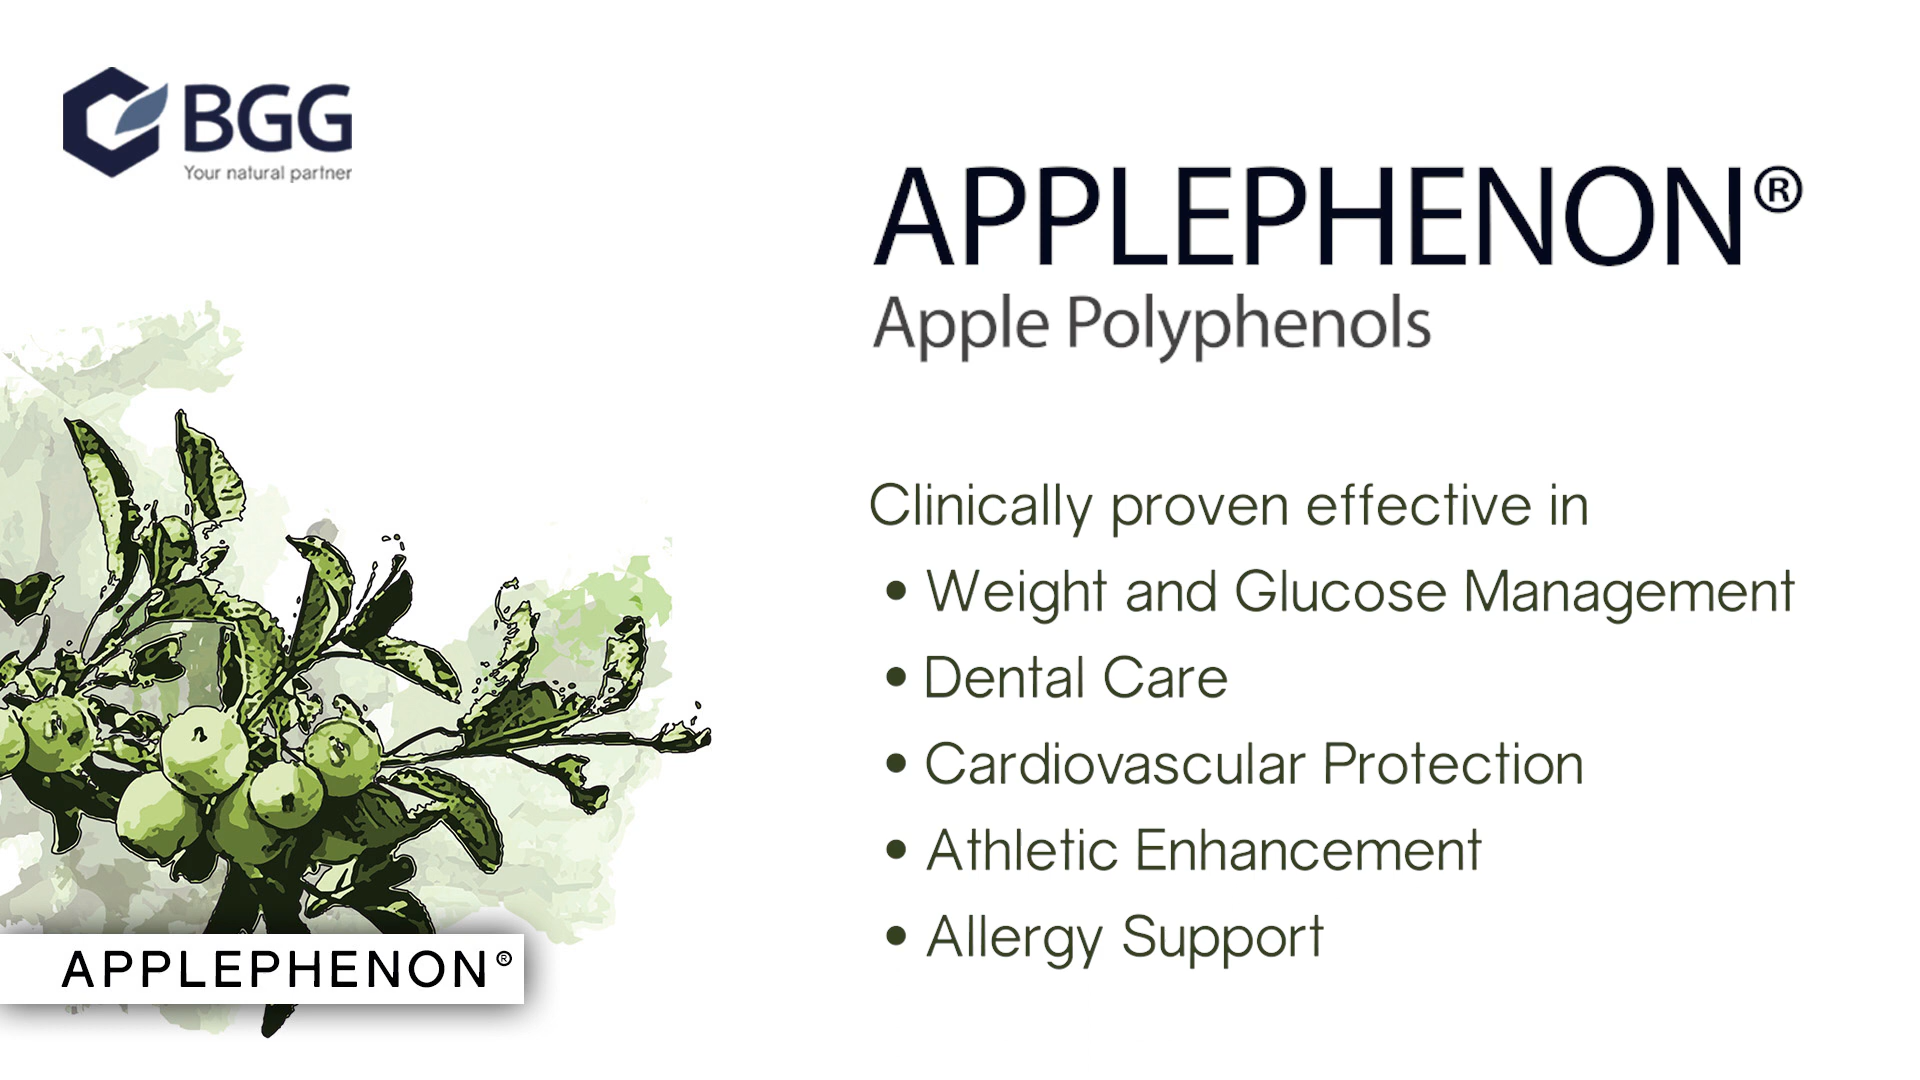 BGG
Your natural partner
APPLEPHENON®
Apple Polyphenols
Clinically proven effective in
• Weight and Glucose Management
• Dental Care
• Cardiovascular Protection
• Athletic Enhancement
• Allergy Support
APPLEPHENON®